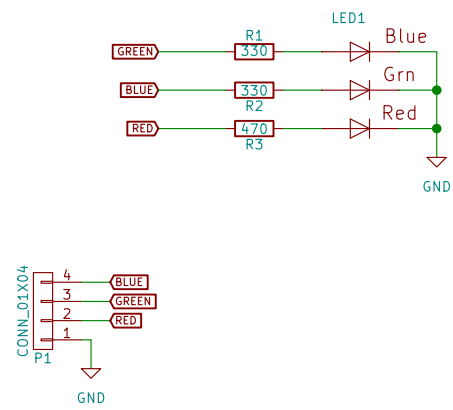 LED1
R1
GREEN 330 Blue
BLUE 330 Grn
R2
RED 470 Red
R3
GND
CONN_01X04
4 BLUE
3 GREEN
2 RED
1
P1
GND